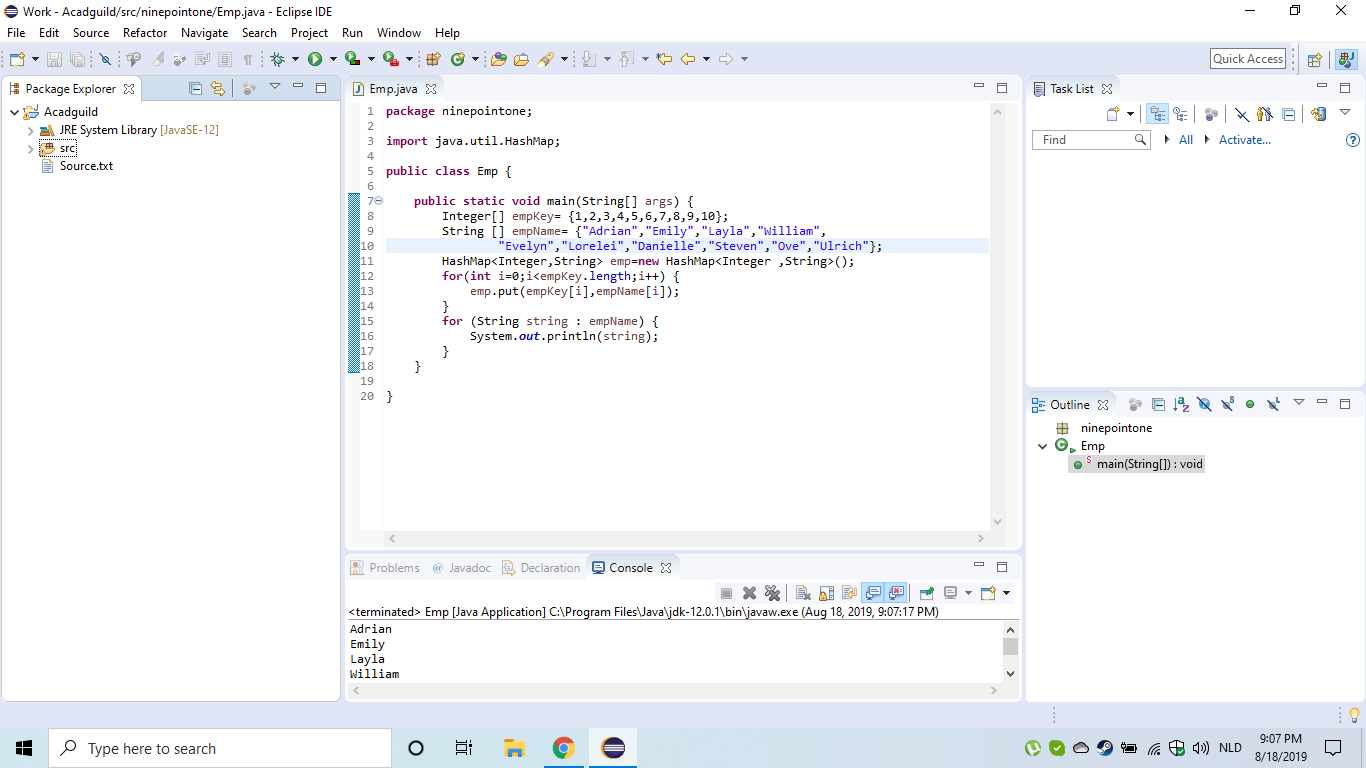 Work - Acadguild/src/ninepointone/Emp.java - Eclipse IDE
File Edit Source Refactor Navigate Search Project Run Window Help
Quick Access
Package Explorer
Acadguild
JRE System Library [JavaSE-12]
src
Source.txt
Emp.java
1 package ninepointone;
2
3 import java.util.HashMap;
4
5 public class Emp {
6
7 public static void main(String[] args) {
8 Integer[] empKey= {1,2,3,4,5,6,7,8,9,10};
9 String [] empName= {"Adrian","Emily","Layla","William",
10 "Evelyn","Lorelei","Danielle","Steven","Ove","Ulrich"};
11 HashMap<Integer,String> emp=new HashMap<Integer ,String>();
12 for(int i=0;i<empKey.length;i++) {
13 emp.put(empKey[i],empName[i]);
14 }
15 for (String string : empName) {
16 System.out.println(string);
17 }
18 }
19
20 }
Task List
Find
All
Activate...
Outline
ninepointone
Emp
main(String[]) : void
Problems @ Javadoc Declaration Console
<terminated> Emp [Java Application] C:\Program Files\Java\jdk-12.0.1\bin\javaw.exe (Aug 18, 2019, 9:07:17 PM)
Adrian
Emily
Layla
William
Type here to search
NLD
9:07 PM
8/18/2019